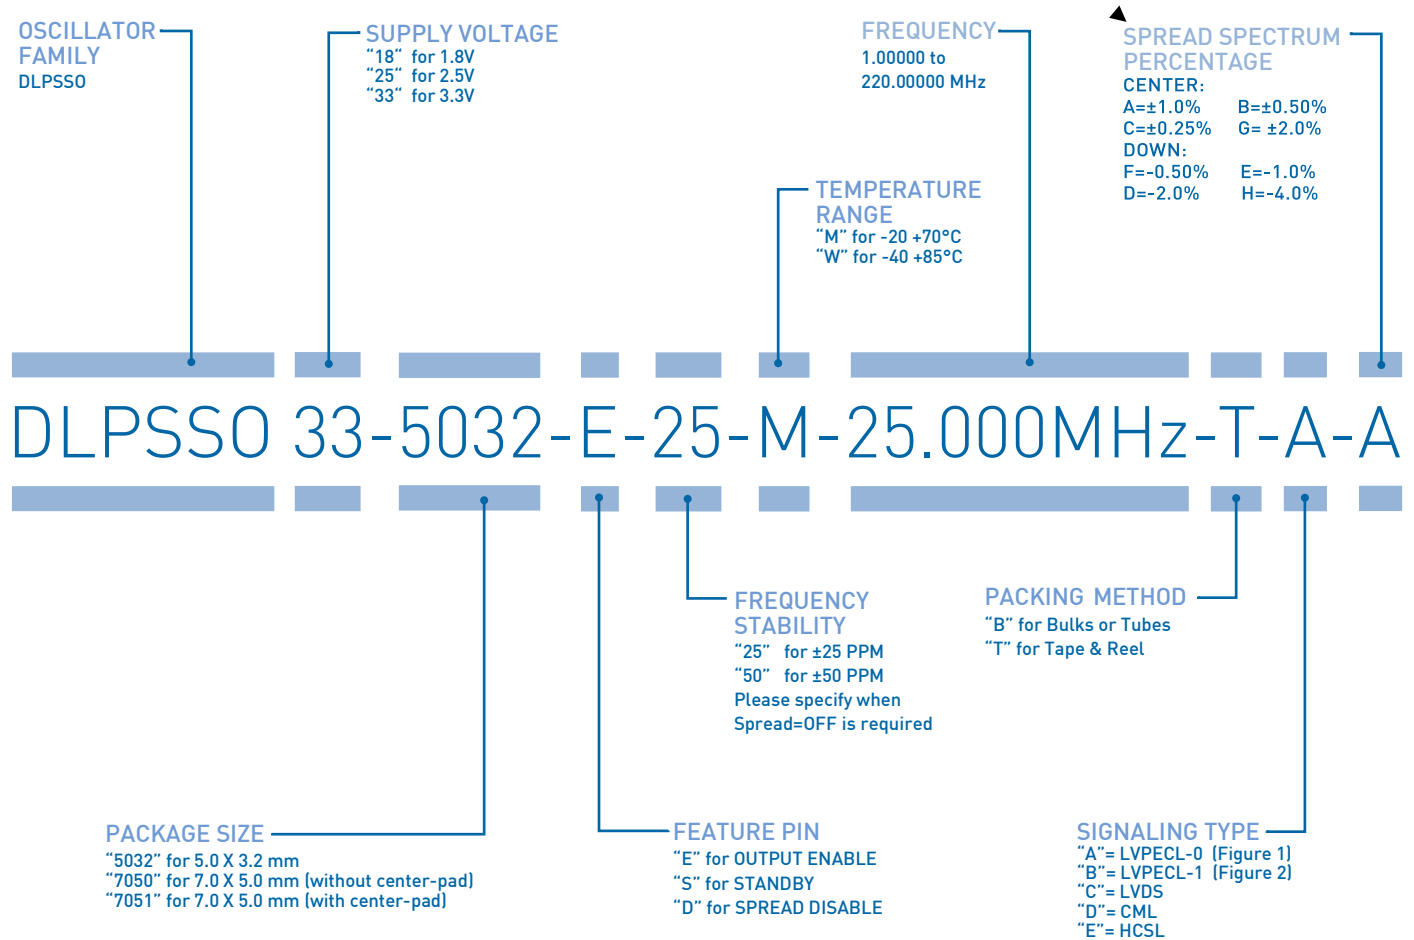 OSCILLATOR
FAMILY
DLPSSO
SUPPLY VOLTAGE
“18“ for 1.8V
“25“ for 2.5V
“33“ for 3.3V
FREQUENCY
1.00000 to
220.00000 MHz
SPREAD SPECTRUM
PERCENTAGE
CENTER:
A=±1.0% B=±0.50%
C=±0.25% G= ±2.0%
DOWN:
F=-0.50% E=-1.0%
D=-2.0% H=-4.0%
TEMPERATURE
RANGE
“M” for -20 +70°C
“W” for -40 +85°C
DLPSSO 33-5032-E-25-M-25.000MHz-T-A-A
FREQUENCY
STABILITY
“25” for ±25 PPM
“50” for ±50 PPM
Please specify when
Spread=OFF is required
PACKING METHOD
“B” for Bulks or Tubes
“T” for Tape & Reel
PACKAGE SIZE
“5032” for 5.0 X 3.2 mm
“7050” for 7.0 X 5.0 mm (without center-pad)
“7051” for 7.0 X 5.0 mm (with center-pad)
FEATURE PIN
“E” for OUTPUT ENABLE
“S” for STANDBY
“D” for SPREAD DISABLE
SIGNALING TYPE
“A”= LVPECL-0 (Figure 1)
“B”= LVPECL-1 (Figure 2)
“C”= LVDS
“D”= CML
“E”= HCSL